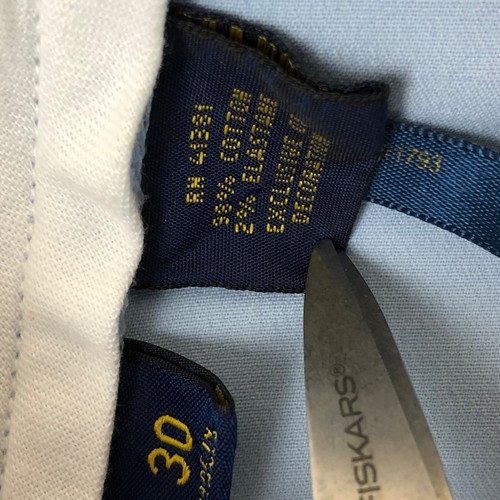 RN 41381
98% COTTON
2% ELASTANE
EXCLUSIVE OF
DECORATION
1793
30
FISKARS®